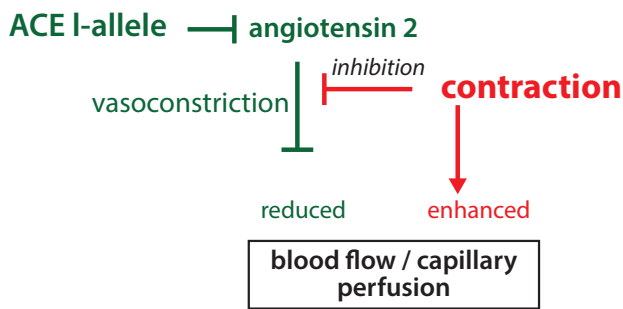 ACE l-allele
angiotensin 2
inhibition
vasoconstriction
contraction
reduced
enhanced
blood flow / capillary
perfusion